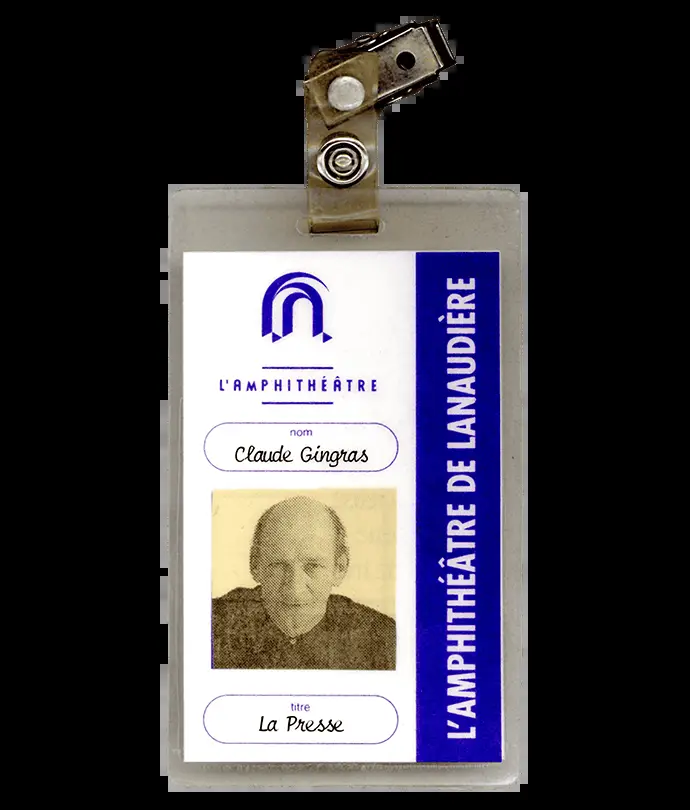 L'AMPHITHÉÂTRE
nom
Claude Gingras
titre
La Presse
L'AMPHITHÉÂTRE DE LANAUDIÈRE